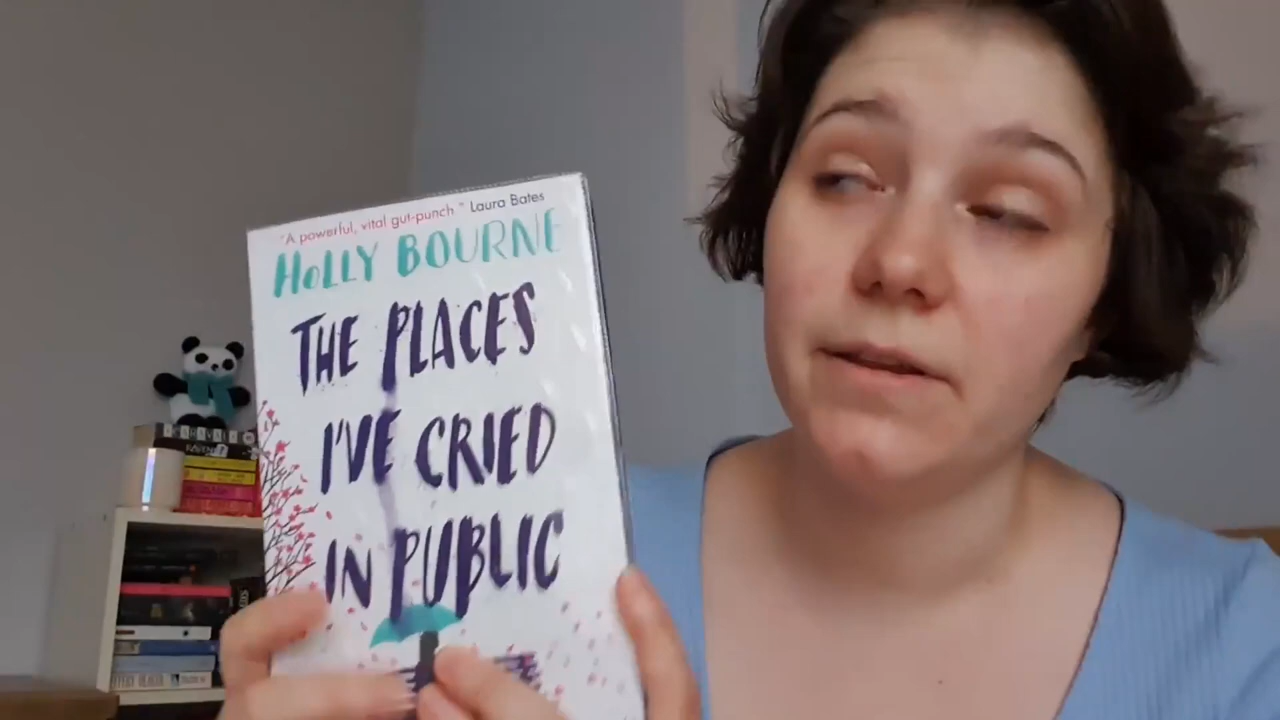 "A powerful, vital gut-punch" Laura Bates
HOLLY BOURNE
THE PLACES
I'VE CRIED
IN PUBLIC